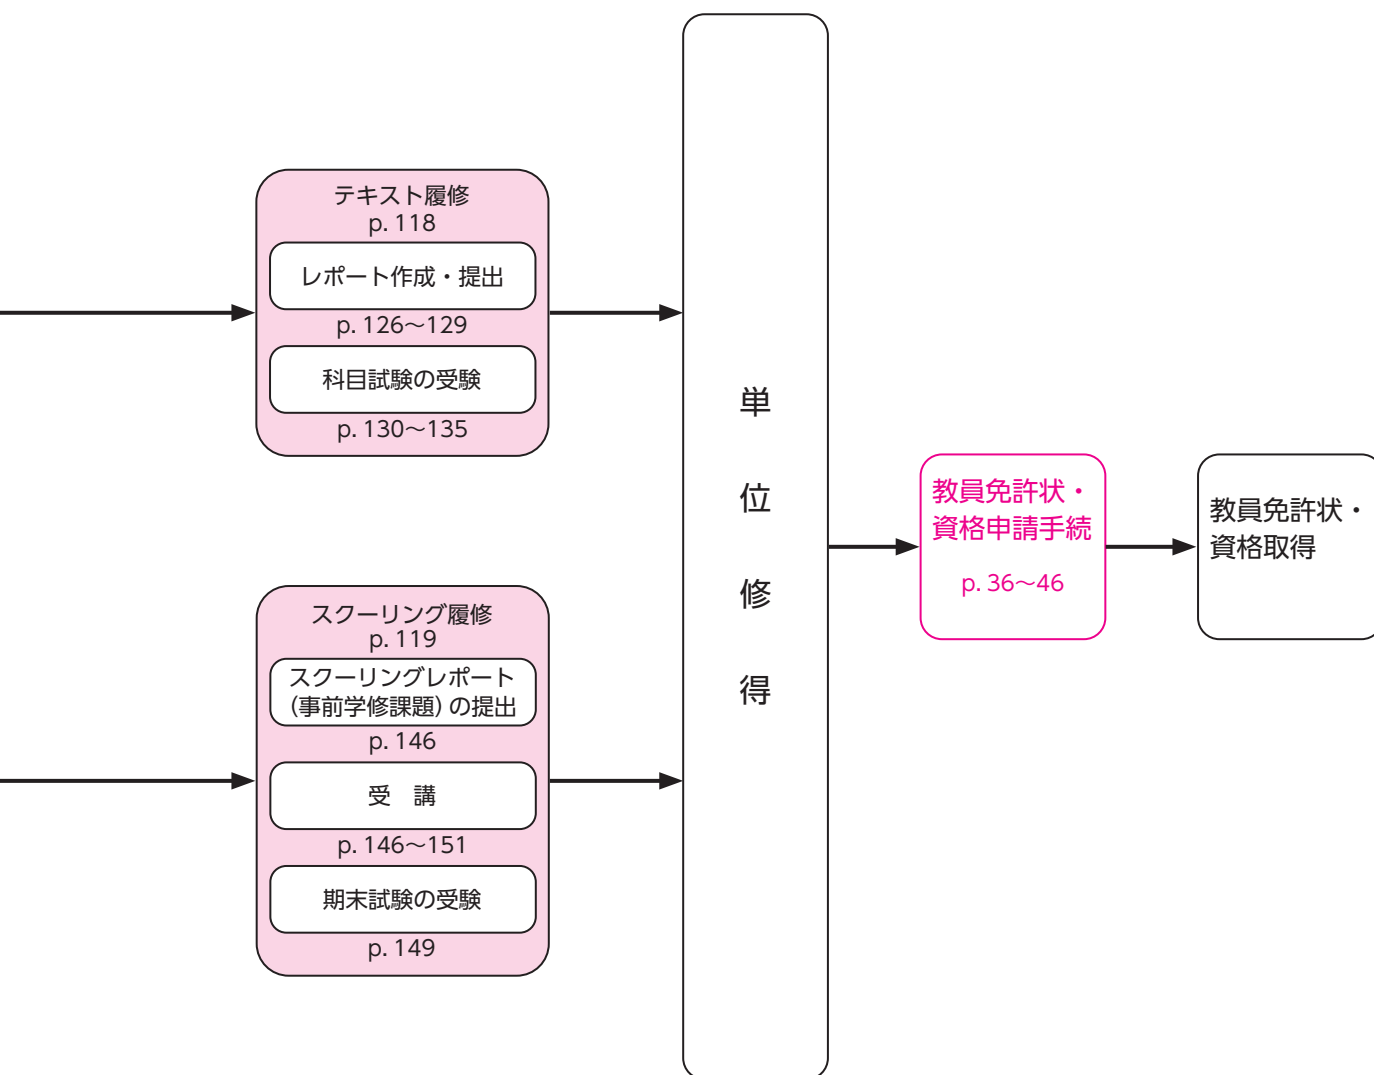 テキスト履修
p. 118
レポート作成・提出
p. 126～129
科目試験の受験
p. 130～135
スクーリング履修
p. 119
スクーリングレポート
(事前学修課題)の提出
p. 146
受　講
p. 146～151
期末試験の受験
p. 149
単
位
修
得
教員免許状・
資格申請手続
p. 36～46
教員免許状・
資格取得